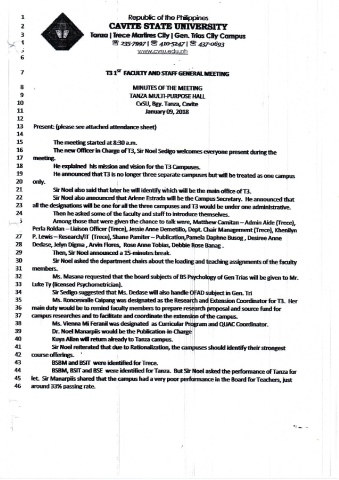 1 Republic of the Philippines
2 CAVITE STATE UNIVERSITY
3 Tanza | Trece Martires City | Gen. Trias City Campus
4 ☎ 235-7997 | ☎ 410-5247 | ☎ 437-0693
5 www.cvsu.edu.ph
6
7 T3 1ST FACULTY AND STAFF GENERAL MEETING
8 MINUTES OF THE MEETING
9 TANZA MULTI-PURPOSE HALL
10 CvSU, Bgy. Tanza, Cavite
11 January 09, 2018
12
13 Present: (please see attached attendance sheet)
14
15 The meeting started at 8:30 a.m.
16 The new Officer in Charge of T3, Sir Noel Sedigo welcomes everyone present during the
17 meeting.
18 He explained his mission and vision for the T3 Campuses.
19 He announced that T3 is no longer three separate campuses but will be treated as one campus
20 only.
21 Sir Noel also said that later he will identify which will be the main office of T3.
22 Sir Noel also announced that Arlene Estrada will be the Campus Secretary. He announced that
23 all the designations will be one for all the three campuses and T3 would be under one administrative.
24 Then he asked some of the faculty and staff to introduce themselves.
25 Among those that were given the chance to talk were, Matthew Camitan – Admin Aide (Trece),
26 Perla Roldan – Liaison Officer (Trece), Jessie Anne Demetillo, Dept. Chair Management (Trece), Khenilyn
27 P. Lewis – Research/IT (Trece), Shane Pamiter – Publication,Pamela Daphne Busog , Desiree Anne
28 Dedase, Jelyn Digma , Arvin Flores, Rose Anne Tobias, Debbie Rose Banag .
29 Then, Sir Noel announced a 15-minutes break.
30 Sir Noel asked the department chairs about the loading and teaching assignments of the faculty
31 members.
32 Ms. Masana requested that the board subjects of BS Psychology of Gen Trias will be given to Mr.
33 Luke Ty (licensed Psychometrician).
34 Sir Sedigo suggested that Ms. Dedase will also handle OFAD subject in Gen. Tri
35 Ms. Roncesnolle Caipang was designated as the Research and Extension Coordinator for T3. Her
36 main duty would be to remind faculty members to prepare research proposal and source fund for
37 campus researches and to facilitate and coordinate the extension of the campus.
38 Ms. Vienna Mi Feranil was designated as Curricular Program and QUAC Coordinator.
39 Dr. Noel Manarpiis would be the Publication in Charge
40 Kuya Allan will return already to Tanza campus.
41 Sir Noel reiterated that due to Rationalization, the campuses should identify their strongest
42 course offerings.
43 BSBM and BSIT were identified for Trece.
44 BSBM, BSIT and BSE were identified for Tanza. But Sir Noel asked the performance of Tanza for
45 let. Sir Manarpiis shared that the campus had a very poor performance in the Board for Teachers, just
46 around 33% passing rate.